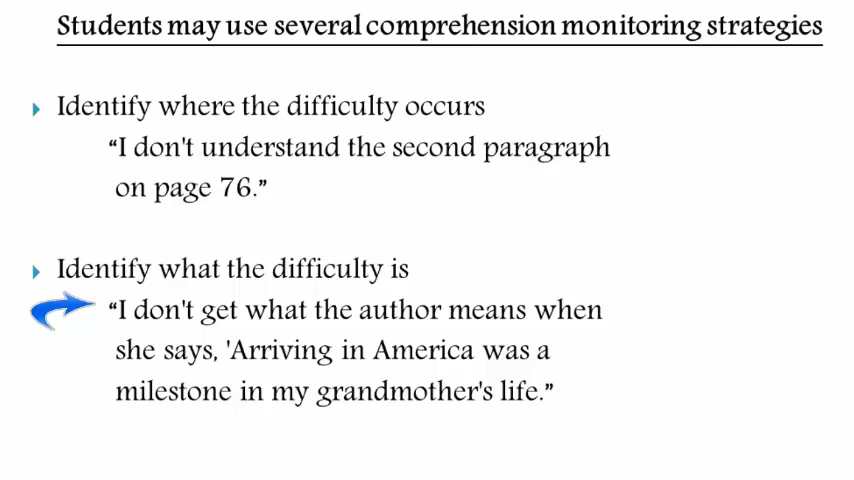 Students may use several comprehension monitoring strategies
Identify where the difficulty occurs
“I don't understand the second paragraph
on page 76.”
Identify what the difficulty is
“I don't get what the author means when
she says, 'Arriving in America was a
milestone in my grandmother's life.”